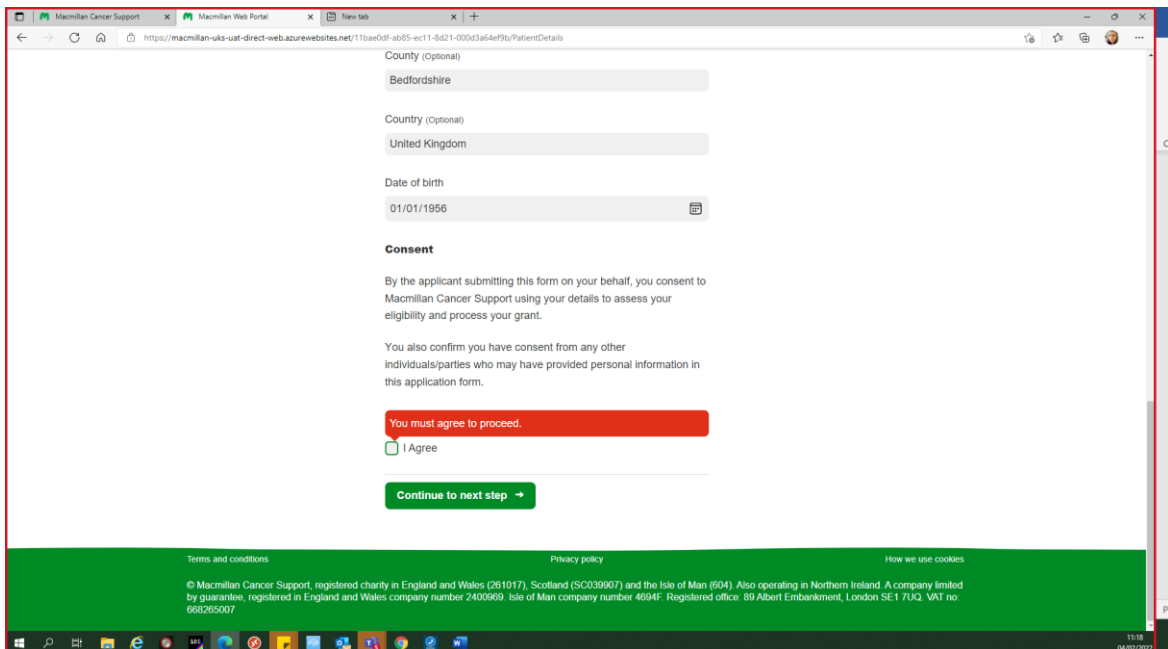 Macmillan Cancer Support
Macmillan Web Portal
New tab
https://macmillan-uks-uat-direct-web.azurewebsites.net/11bae0df-ab85-ec11-8d21-000d3a64ef9b/PatientDetails
County (Optional)
Bedfordshire
Country (Optional)
United Kingdom
Date of birth
01/01/1956
Consent
By the applicant submitting this form on your behalf, you consent to
Macmillan Cancer Support using your details to assess your
eligibility and process your grant.
You also confirm you have consent from any other
individuals/parties who may have provided personal information in
this application form.
You must agree to proceed.
I Agree
Continue to next step →
Terms and conditions
Privacy policy
How we use cookies
© Macmillan Cancer Support, registered charity in England and Wales (261017), Scotland (SC039907) and the Isle of Man (604). Also operating in Northern Ireland. A company limited
by guarantee, registered in England and Wales company number 2400969. Isle of Man company number 4694F. Registered office: 89 Albert Embankment, London SE1 7UQ. VAT no:
668265007
11:18
04/02/2022